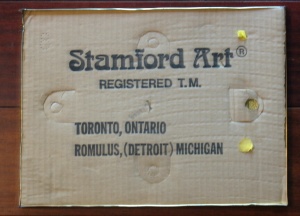 Stamford Art®
REGISTERED T.M.
TORONTO, ONTARIO
ROMULUS, (DETROIT) MICHIGAN